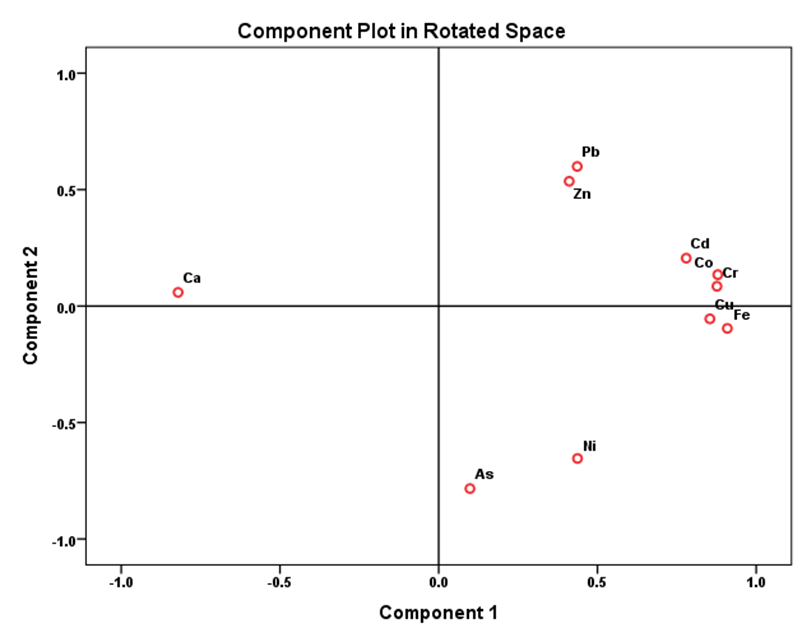 Component Plot in Rotated Space
Component 2
1.0
0.5
0.0
-0.5
-1.0
Pb
Zn
Cd
Co
Cr
Ca
Cu
Fe
Ni
As
-1.0
-0.5
0.0
0.5
1.0
Component 1